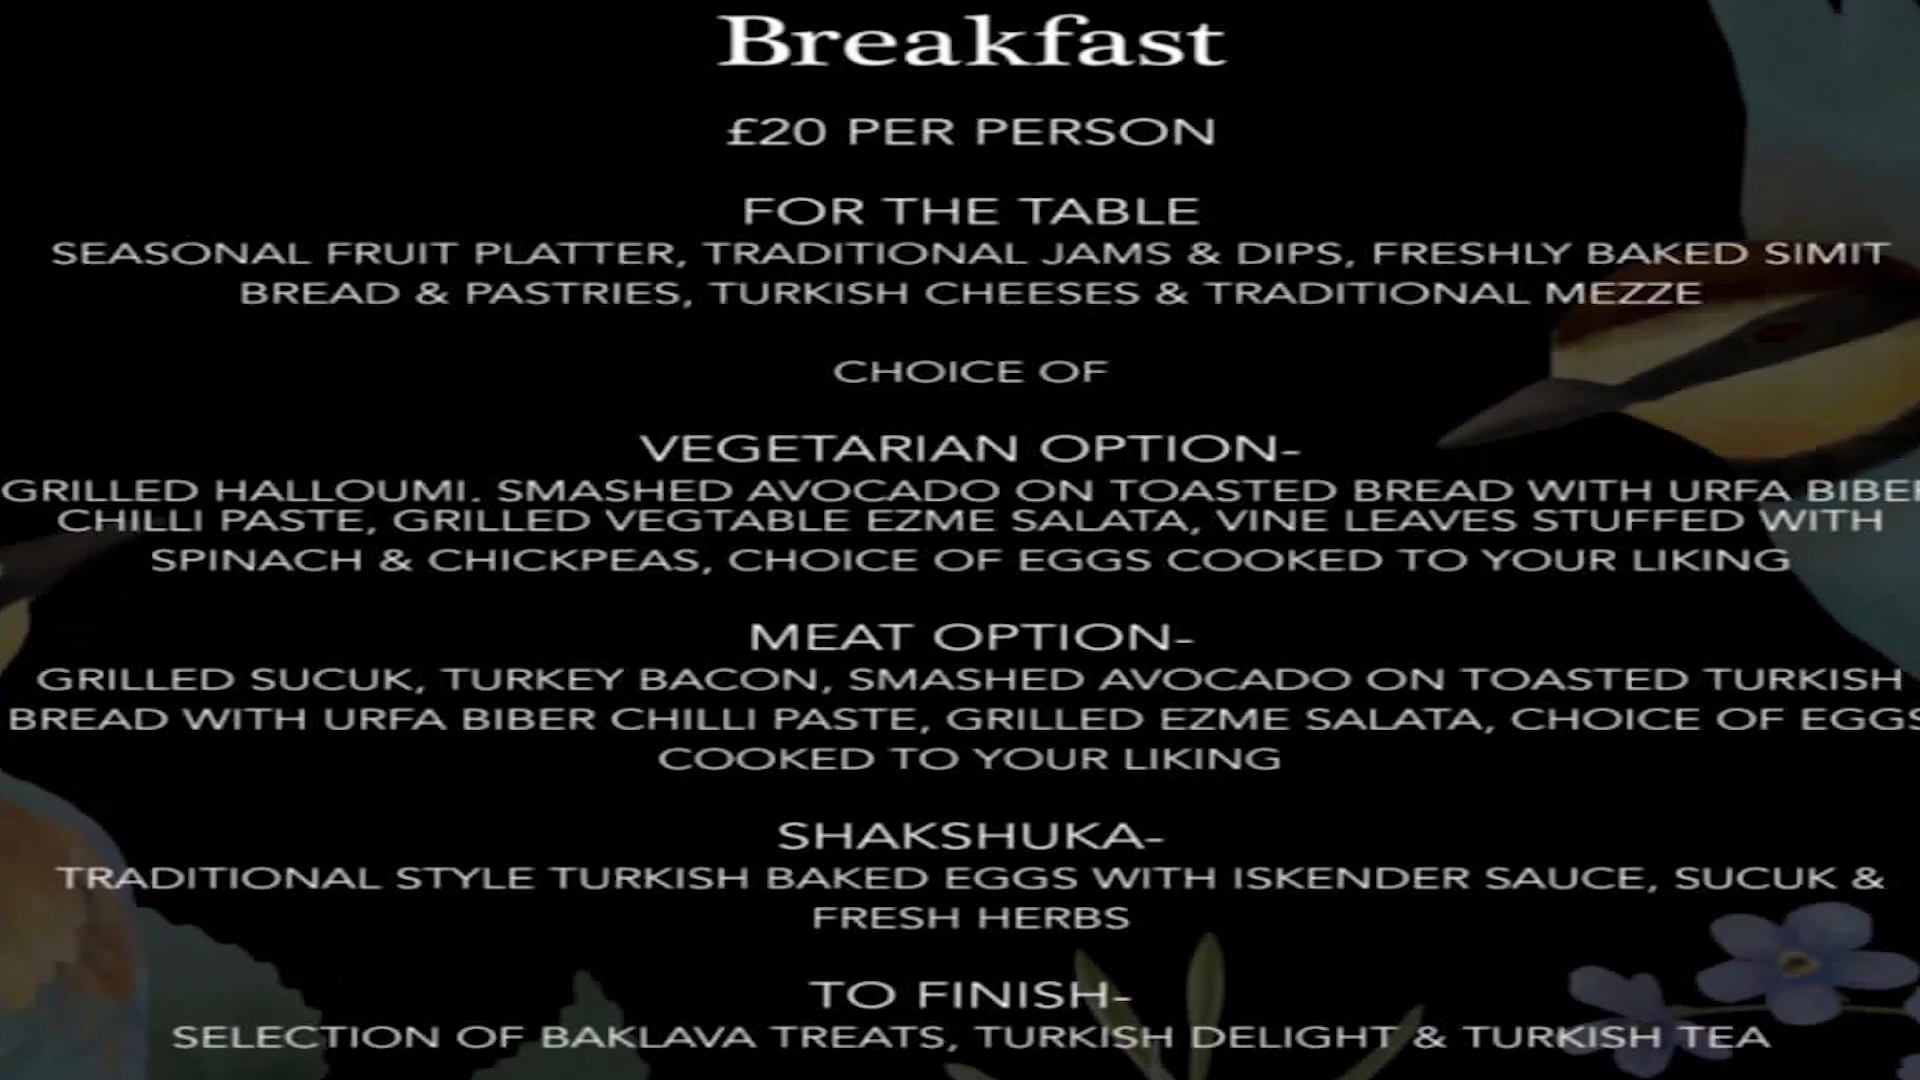 Breakfast
£20 PER PERSON
FOR THE TABLE
SEASONAL FRUIT PLATTER, TRADITIONAL JAMS & DIPS, FRESHLY BAKED SIMIT
BREAD & PASTRIES, TURKISH CHEESES & TRADITIONAL MEZZE
CHOICE OF
VEGETARIAN OPTION-
GRILLED HALLOUMI. SMASHED AVOCADO ON TOASTED BREAD WITH URFA BIBER
CHILLI PASTE, GRILLED VEGTABLE EZME SALATA, VINE LEAVES STUFFED WITH
SPINACH & CHICKPEAS, CHOICE OF EGGS COOKED TO YOUR LIKING
MEAT OPTION-
GRILLED SUCUK, TURKEY BACON, SMASHED AVOCADO ON TOASTED TURKISH
BREAD WITH URFA BIBER CHILLI PASTE, GRILLED EZME SALATA, CHOICE OF EGGS
COOKED TO YOUR LIKING
SHAKSHUKA-
TRADITIONAL STYLE TURKISH BAKED EGGS WITH ISKENDER SAUCE, SUCUK &
FRESH HERBS
TO FINISH-
SELECTION OF BAKLAVA TREATS, TURKISH DELIGHT & TURKISH TEA